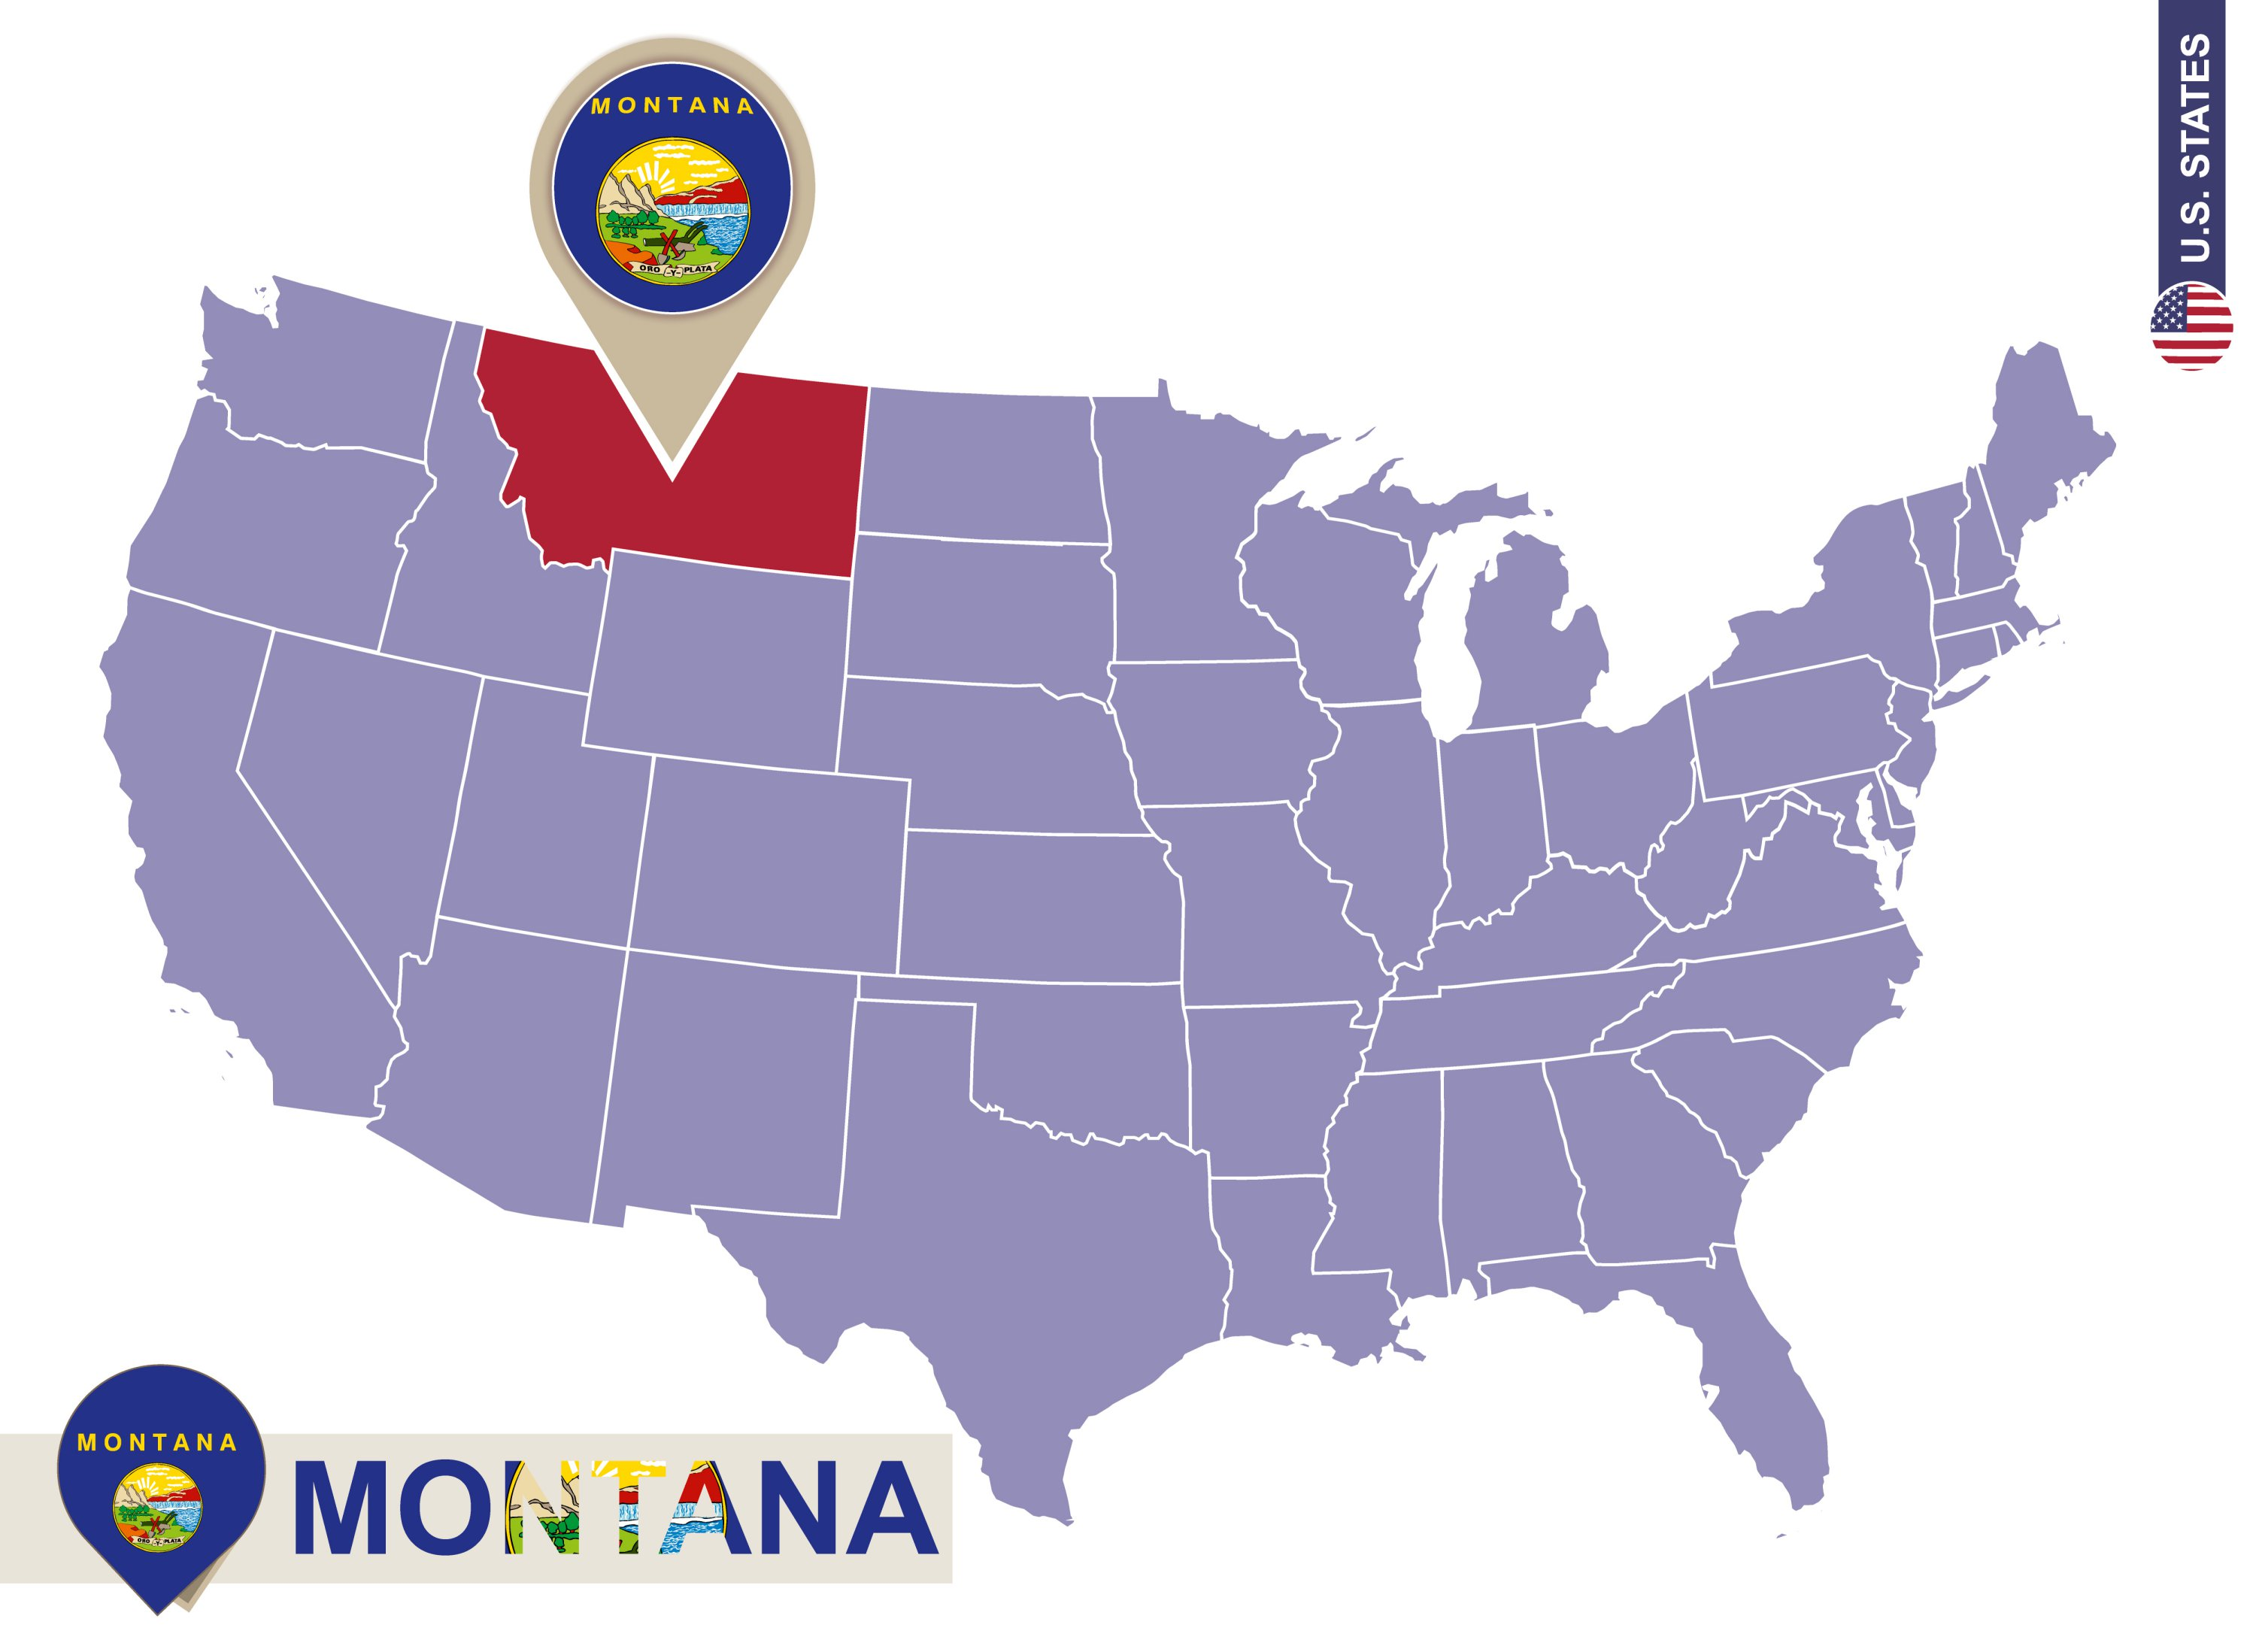 MONTANA
ORO Y PLATA
U.S. STATES
MONTANA
ORO Y PLATA
MONTANA